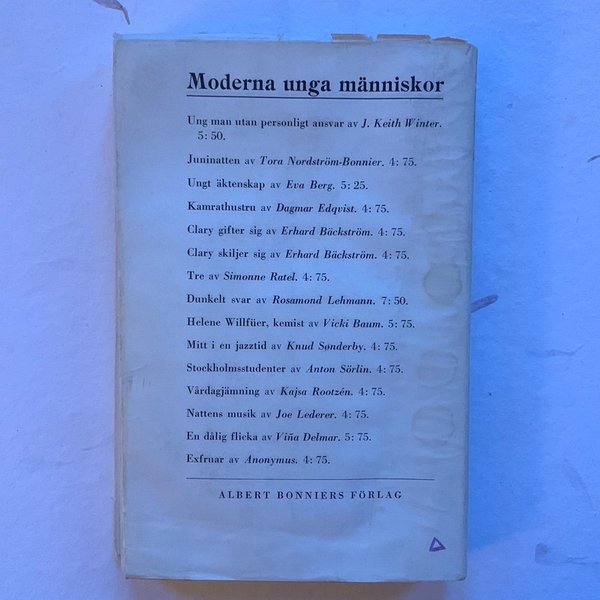 Moderna unga människor
Ung man utan personligt ansvar av J. Keith Winter.
5: 50.
Juninatten av Tora Nordström-Bonnier. 4: 75.
Ungt äktenskap av Eva Berg. 5: 25.
Kamrathustru av Dagmar Edqvist. 4: 75.
Clary gifter sig av Erhard Bäckström. 4: 75.
Clary skiljer sig av Erhard Bäckström. 4: 75.
Tre av Simonne Ratel. 4: 75.
Dunkelt svar av Rosamond Lehmann. 7: 50.
Helene Willfüer, kemist av Vicki Baum. 5: 75.
Mitt i en jazztid av Knud Sønderby. 4: 75.
Stockholmsstudenter av Anton Sörlin. 4: 75.
Vårdagjämning av Kajsa Rootzén. 4: 75.
Nattens musik av Joe Lederer. 4: 75.
En dålig flicka av Viña Delmar. 5: 75.
Exfruar av Anonymus. 4: 75.
ALBERT BONNIERS FÖRLAG